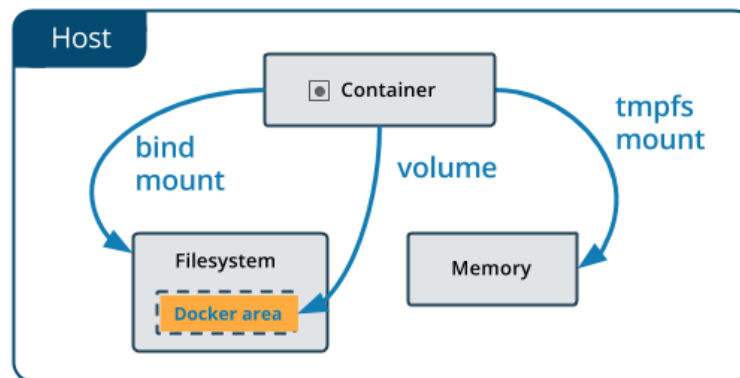 Host
Container
bind
mount
volume
tmpfs
mount
Filesystem
Docker area
Memory